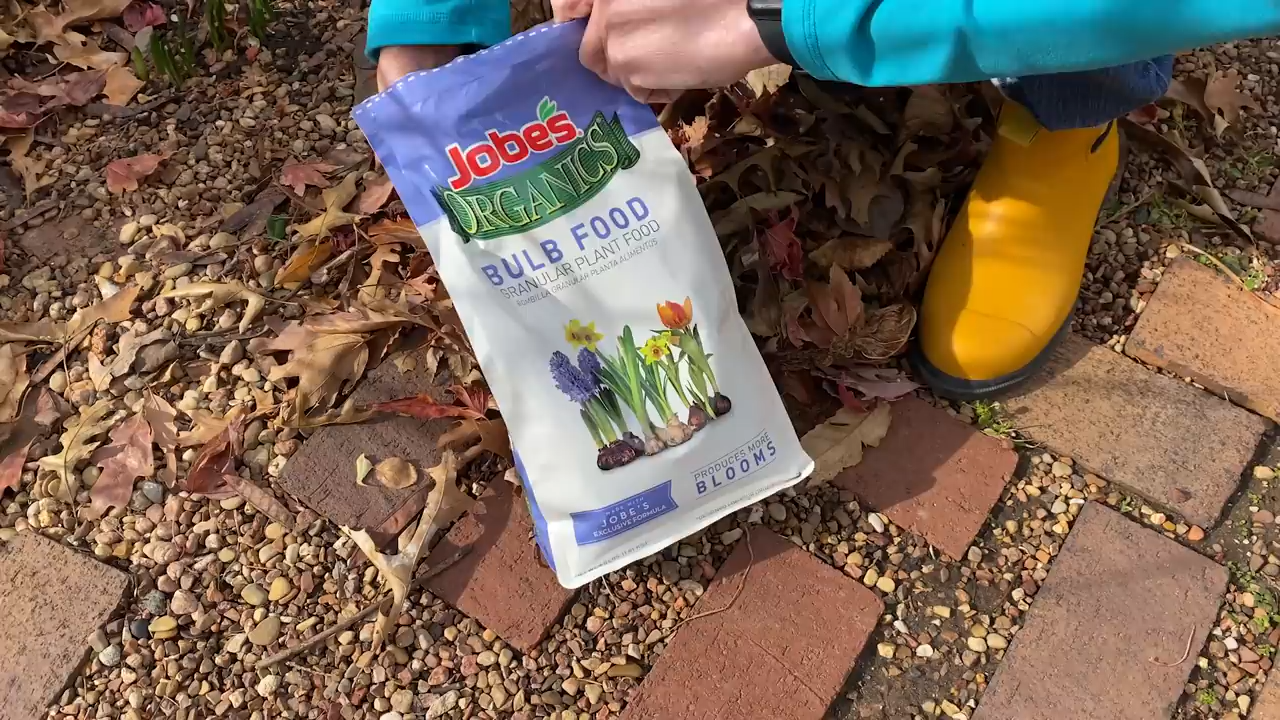 Jobe's
ORGANICS
BULB FOOD
GRANULAR PLANT FOOD
BOMBILLA GRANULAR PLANTA ALIMENTOS
PRODUCES MORE
BLOOMS
MADE WITH
JOBE'S
EXCLUSIVE FORMULA